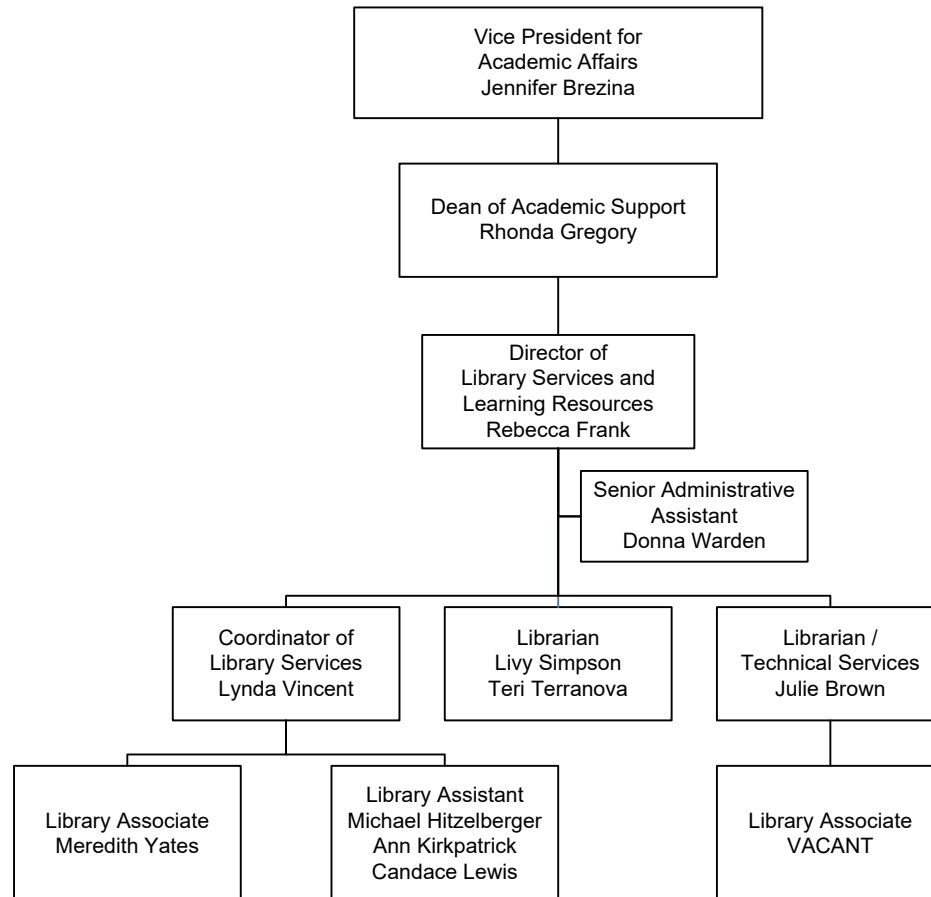 Vice President for
Academic Affairs
Jennifer Brezina
Dean of Academic Support
Rhonda Gregory
Director of
Library Services and
Learning Resources
Rebecca Frank
Senior Administrative
Assistant
Donna Warden
Coordinator of
Library Services
Lynda Vincent
Librarian
Livy Simpson
Teri Terranova
Librarian /
Technical Services
Julie Brown
Library Associate
Meredith Yates
Library Assistant
Michael Hitzelberger
Ann Kirkpatrick
Candace Lewis
Library Associate
VACANT